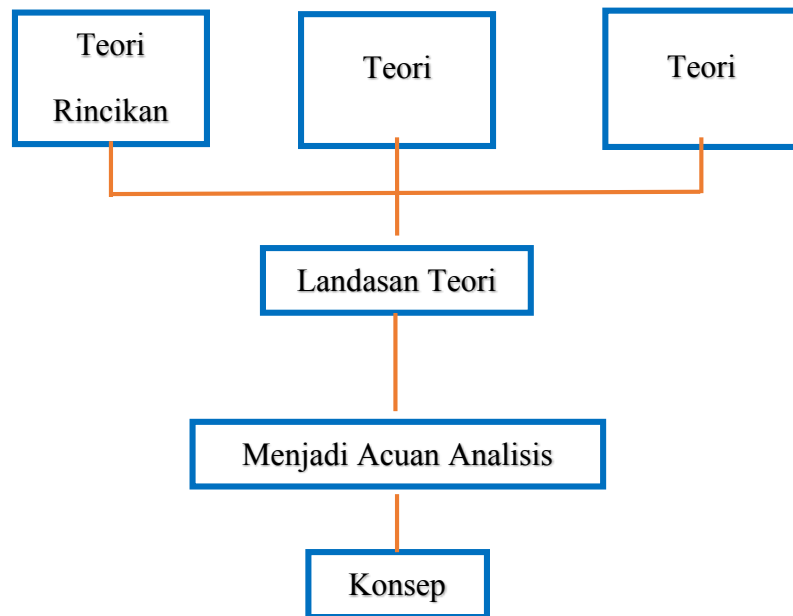 Teori
Rincikan
Teori
Teori
Landasan Teori
Menjadi Acuan Analisis
Konsep